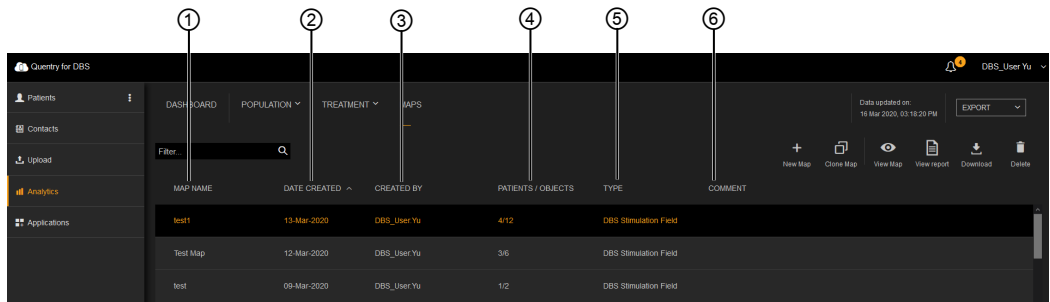 ① ② ③ ④ ⑤ ⑥
Quentry for DBS
4 DBS_User Yu
Patients
DASHBOARD POPULATION TREATMENT MAPS
Data updated on:
16 Mar 2020, 03:18:20 PM
EXPORT
Contacts
Filter...
Upload
New Map Clone Map View Map View report Download Delete
Analytics
MAP NAME DATE CREATED CREATED BY PATIENTS / OBJECTS TYPE COMMENT
Applications
test1 13-Mar-2020 DBS_User.Yu 4/12 DBS Stimulation Field
Test Map 12-Mar-2020 DBS_User.Yu 3/6 DBS Stimulation Field
test 09-Mar-2020 DBS_User.Yu 1/2 DBS Stimulation Field